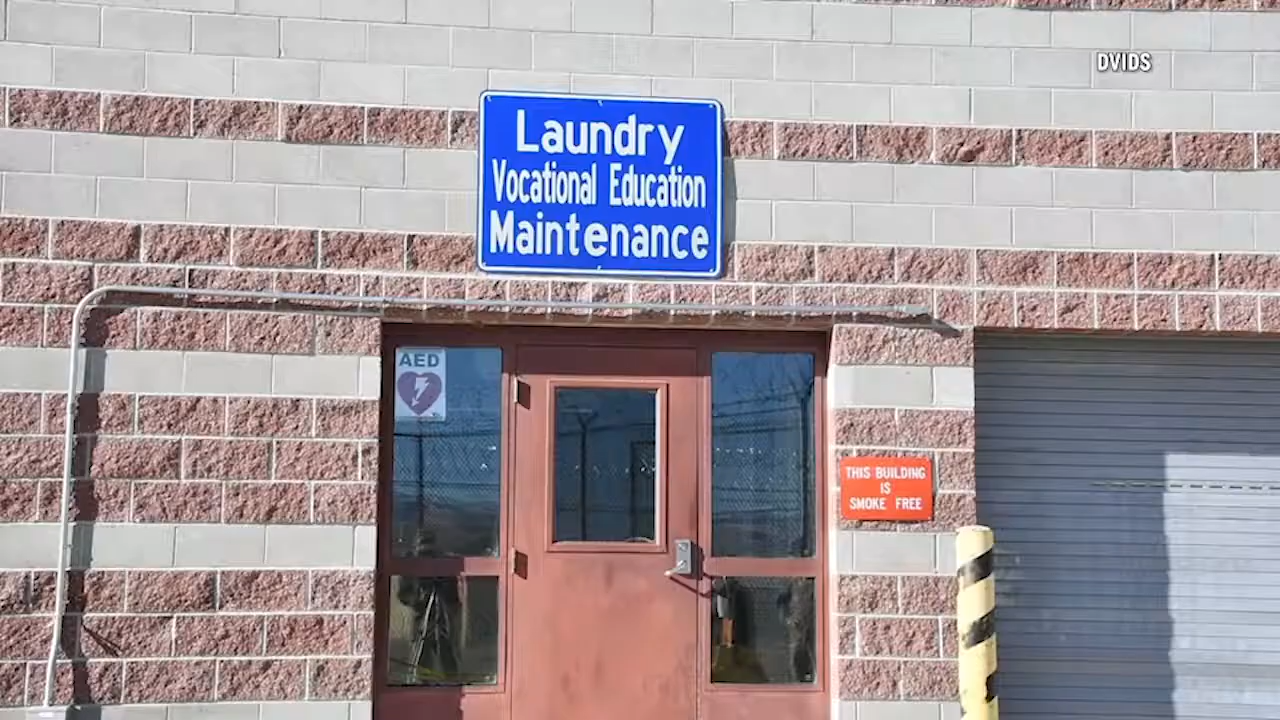 DVIDS
Laundry
Vocational Education
Maintenance
AED
THIS BUILDING
IS
SMOKE FREE